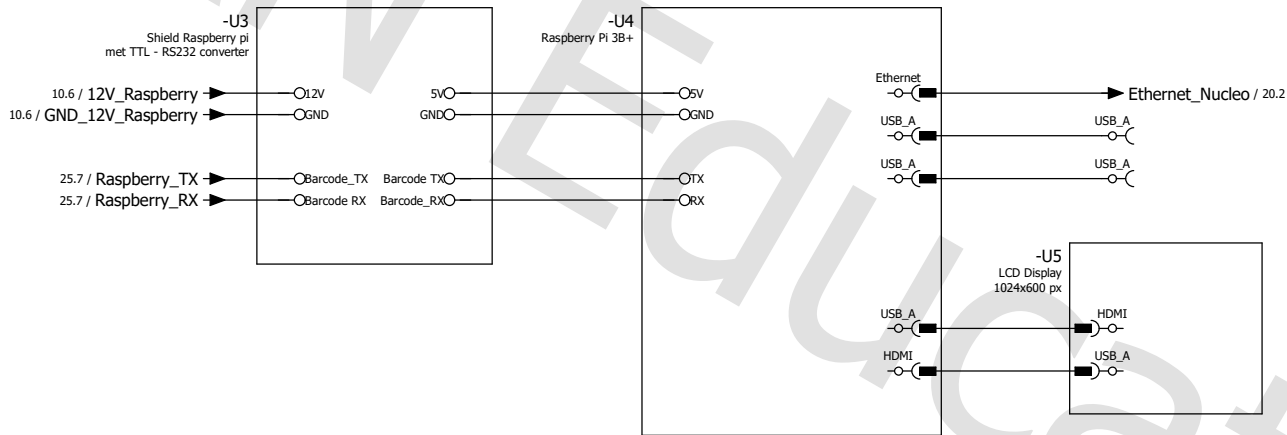 -U3
Shield Raspberry pi
met TTL - RS232 converter
-U4
Raspberry Pi 3B+
10.6 / 12V_Raspberry
12V
5V
5V
Ethernet
Ethernet_Nucleo / 20.2
10.6 / GND_12V_Raspberry
GND
GND
GND
USB_A
USB_A
USB_A
USB_A
25.7 / Raspberry_TX
Barcode_TX
Barcode TX
TX
25.7 / Raspberry_RX
Barcode RX
Barcode_RX
RX
-U5
LCD Display
1024x600 px
USB_A
HDMI
HDMI
USB_A
Educa